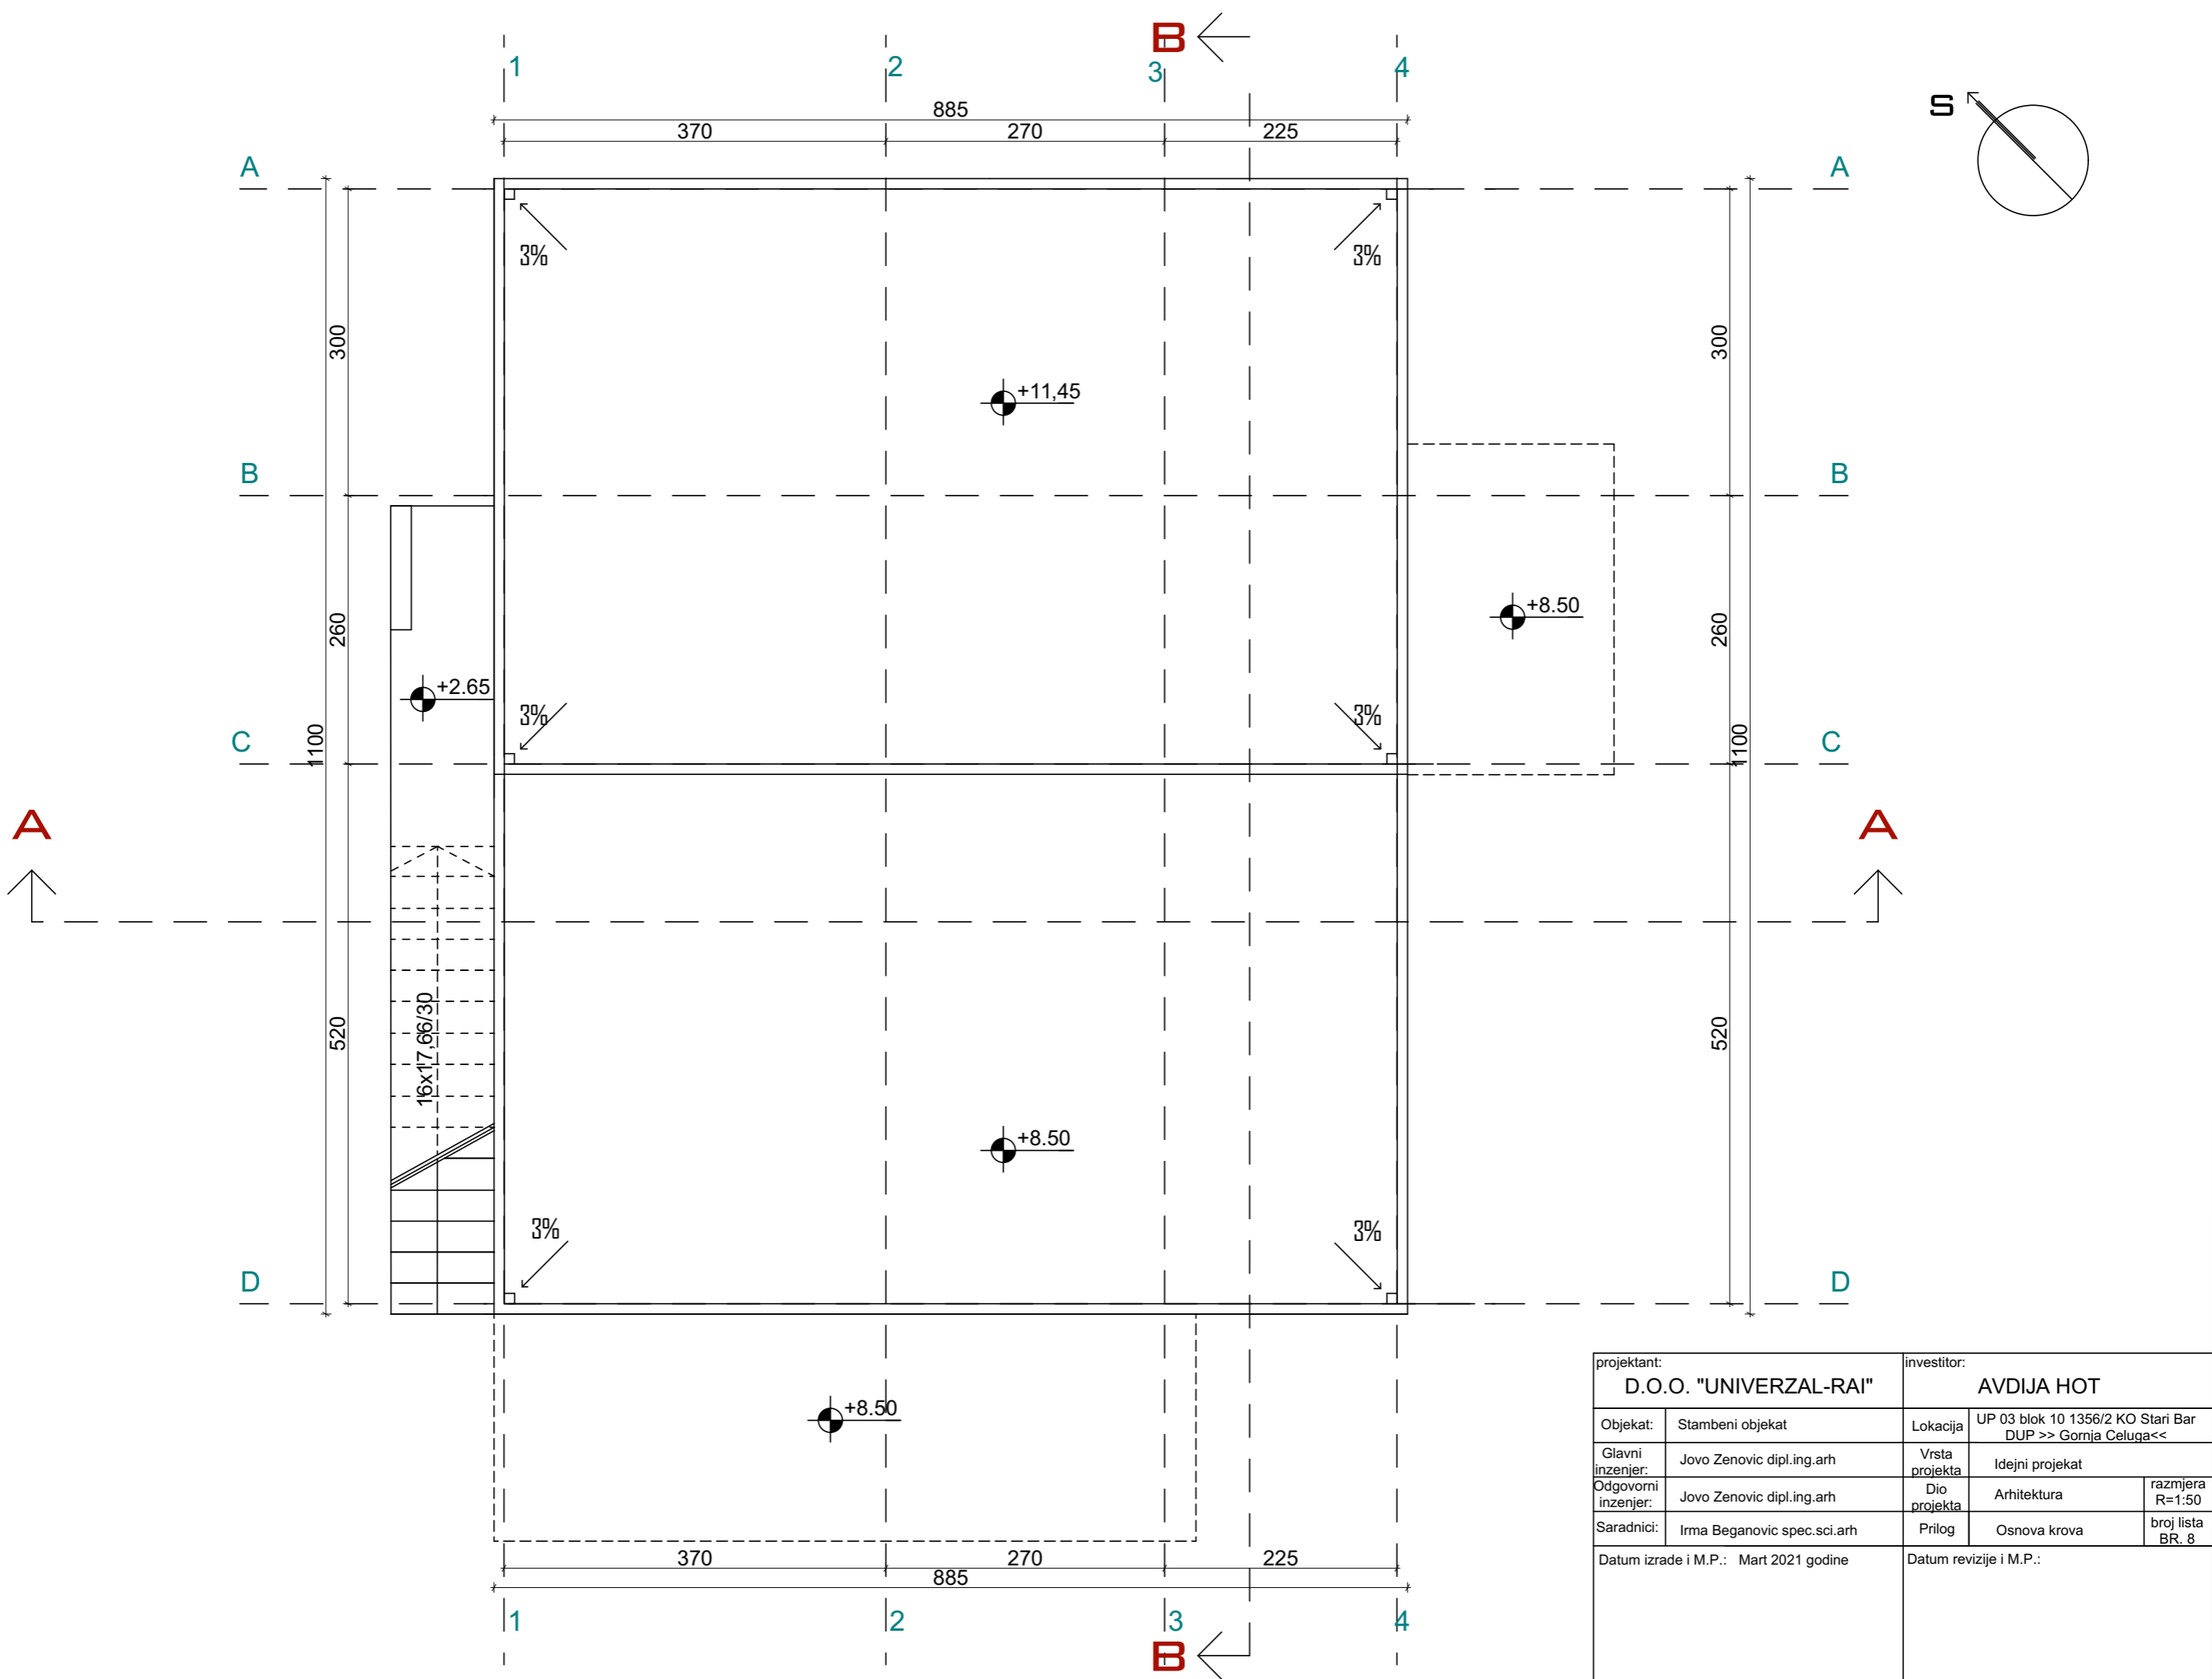 B
1
2
3
4
S
885
370
270
225
A
A
3%
3%
300
300
+11,45
B
B
+8.50
260
260
+2.65
3%
3%
1100
1100
C
C
A
A
16x17,66/30
520
520
+8.50
3%
3%
D
D
+8.50
370
270
225
885
1
2
3
4
B
projektant:
D.O.O. "UNIVERZAL-RAI"
investitor:
AVDIJA HOT
Objekat:
Stambeni objekat
Lokacija
UP 03 blok 10 1356/2 KO Stari Bar
DUP >> Gornja Celuga<<
Glavni
inzenjer:
Jovo Zenovic dipl.ing.arh
Vrsta
projekta
Idejni projekat
Odgovorni
inzenjer:
Jovo Zenovic dipl.ing.arh
Dio
projekta
Arhitektura
razmjera
R=1:50
Saradnici:
Irma Beganovic spec.sci.arh
Prilog
Osnova krova
broj lista
BR. 8
Datum izrade i M.P.: Mart 2021 godine
Datum revizije i M.P.: